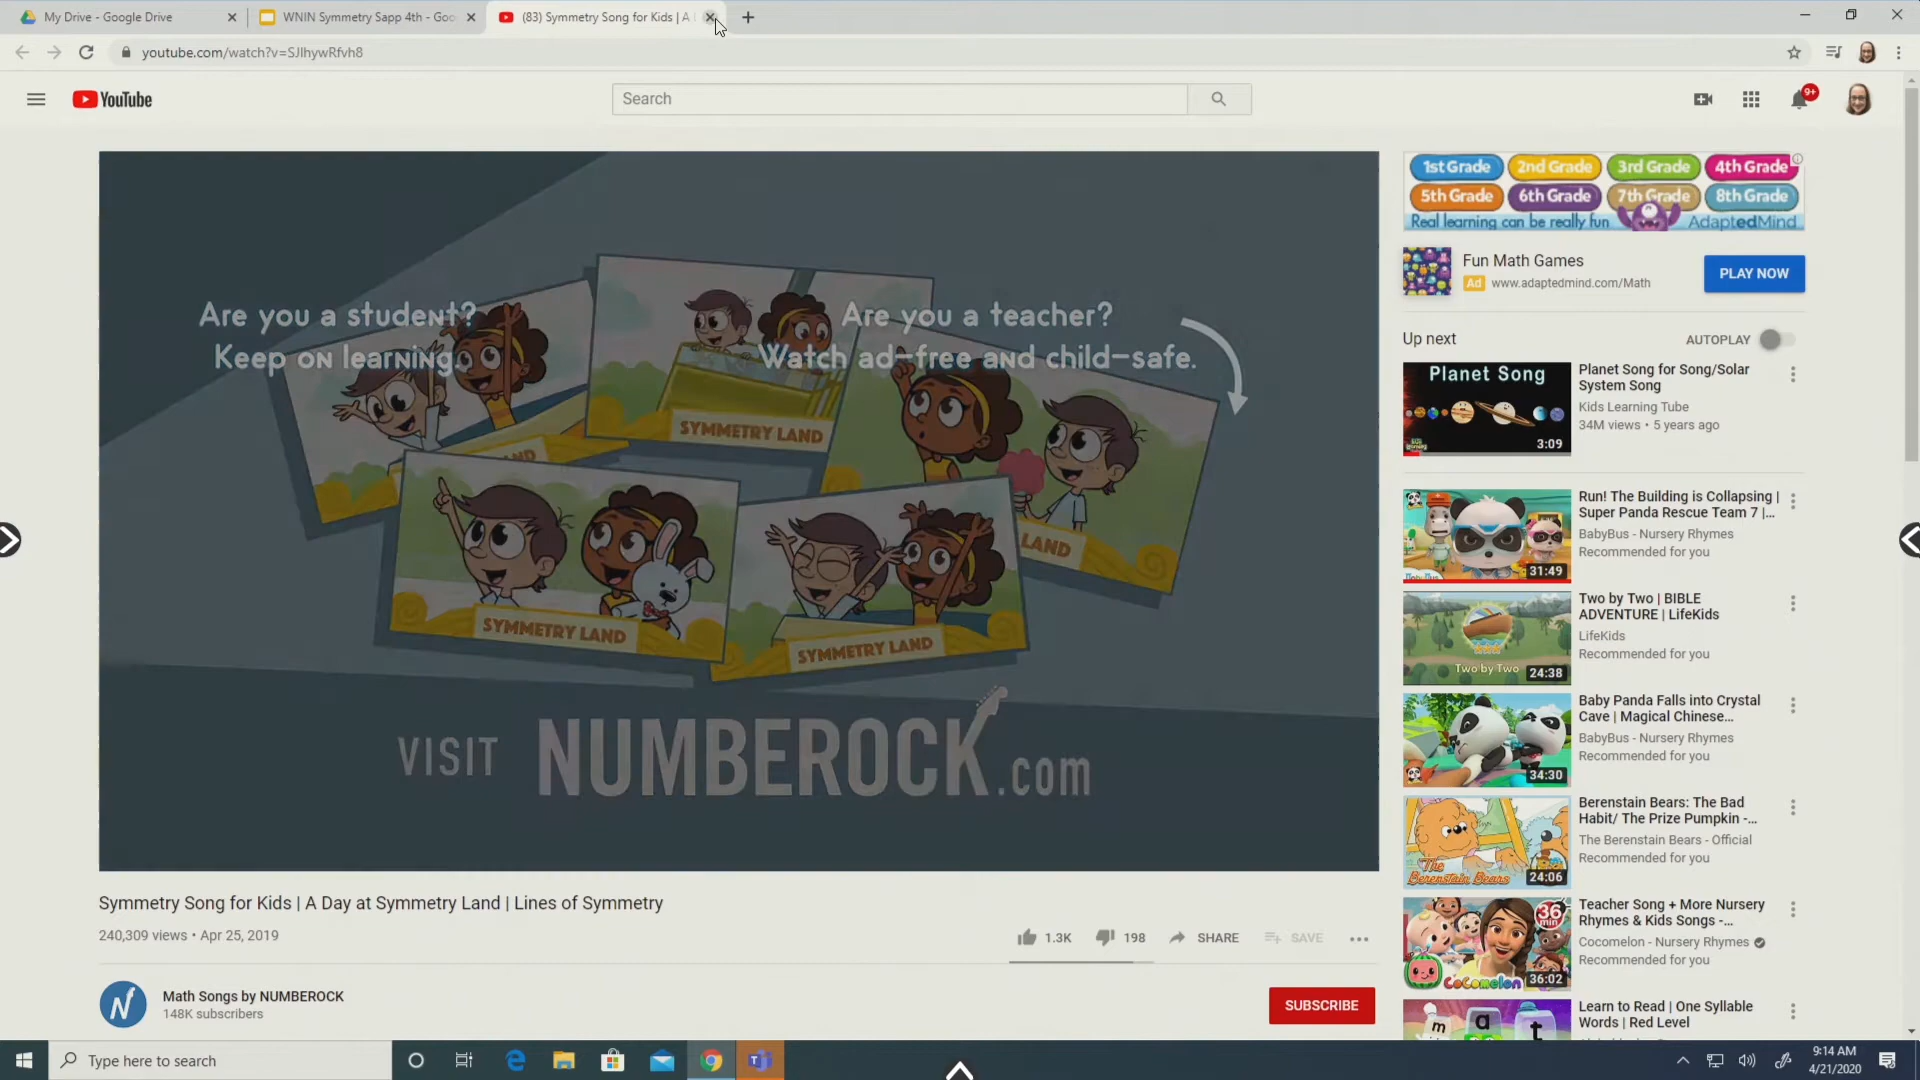 My Drive - Google Drive
WNIN Symmetry Sapp 4th - Goo
(83) Symmetry Song for Kids | A
youtube.com/watch?v=SJIhywRfvh8
YouTube
Search
9+
Are you a student?
Keep on learning.
Are you a teacher?
Watch ad-free and child-safe.
SYMMETRY LAND
LAND
LAND
SYMMETRY LAND
SYMMETRY LAND
VISIT NUMBEROCK.com
Symmetry Song for Kids | A Day at Symmetry Land | Lines of Symmetry
240,309 views • Apr 25, 2019
1.3K
198
SHARE
SAVE
Math Songs by NUMBEROCK
148K subscribers
SUBSCRIBE
1st Grade 2nd Grade 3rd Grade 4th Grade
5th Grade 6th Grade 7th Grade 8th Grade
Real learning can be really fun AdaptedMind
Fun Math Games
Ad www.adaptedmind.com/Math
PLAY NOW
Up next
AUTOPLAY
Planet Song
3:09
Planet Song for Song/Solar
System Song
Kids Learning Tube
34M views • 5 years ago
31:49
Run! The Building is Collapsing |
Super Panda Rescue Team 7 |...
BabyBus - Nursery Rhymes
Recommended for you
Two by Two
24:38
Two by Two | BIBLE
ADVENTURE | LifeKids
LifeKids
Recommended for you
34:30
Baby Panda Falls into Crystal
Cave | Magical Chinese...
BabyBus - Nursery Rhymes
Recommended for you
The
Berenstain Bears
24:06
Berenstain Bears: The Bad
Habit/ The Prize Pumpkin -...
The Berenstain Bears - Official
Recommended for you
36
min
CoComelon
36:02
Teacher Song + More Nursery
Rhymes & Kids Songs -...
Cocomelon - Nursery Rhymes
Recommended for you
m a t
Learn to Read | One Syllable
Words | Red Level
Type here to search
9:14 AM
4/21/2020